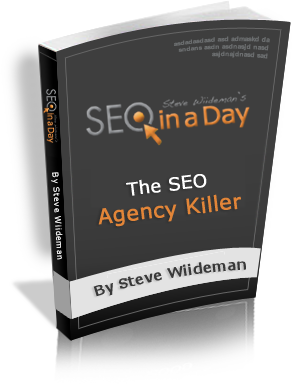 Steve Wiideman's
SEO in a Day
The SEO
Agency Killer
By Steve Wiideman
SEO in a Day
By Steve Wiideman